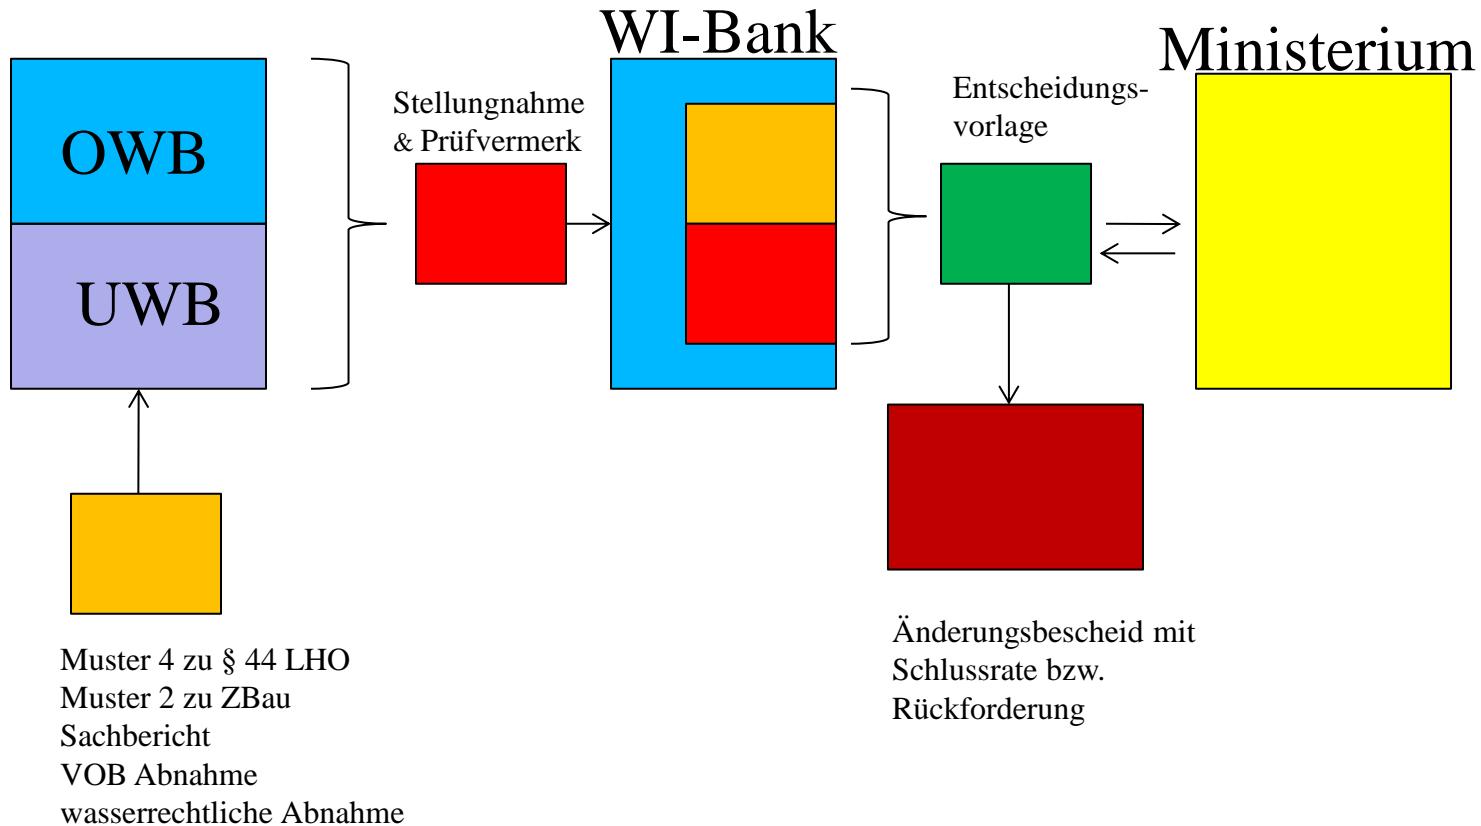 WI-Bank
Ministerium
OWB
UWB
Stellungnahme
& Prüfvermerk
Entscheidungs-
vorlage
Muster 4 zu § 44 LHO
Muster 2 zu ZBau
Sachbericht
VOB Abnahme
wasserrechtliche Abnahme
Änderungsbescheid mit
Schlussrate bzw.
Rückforderung